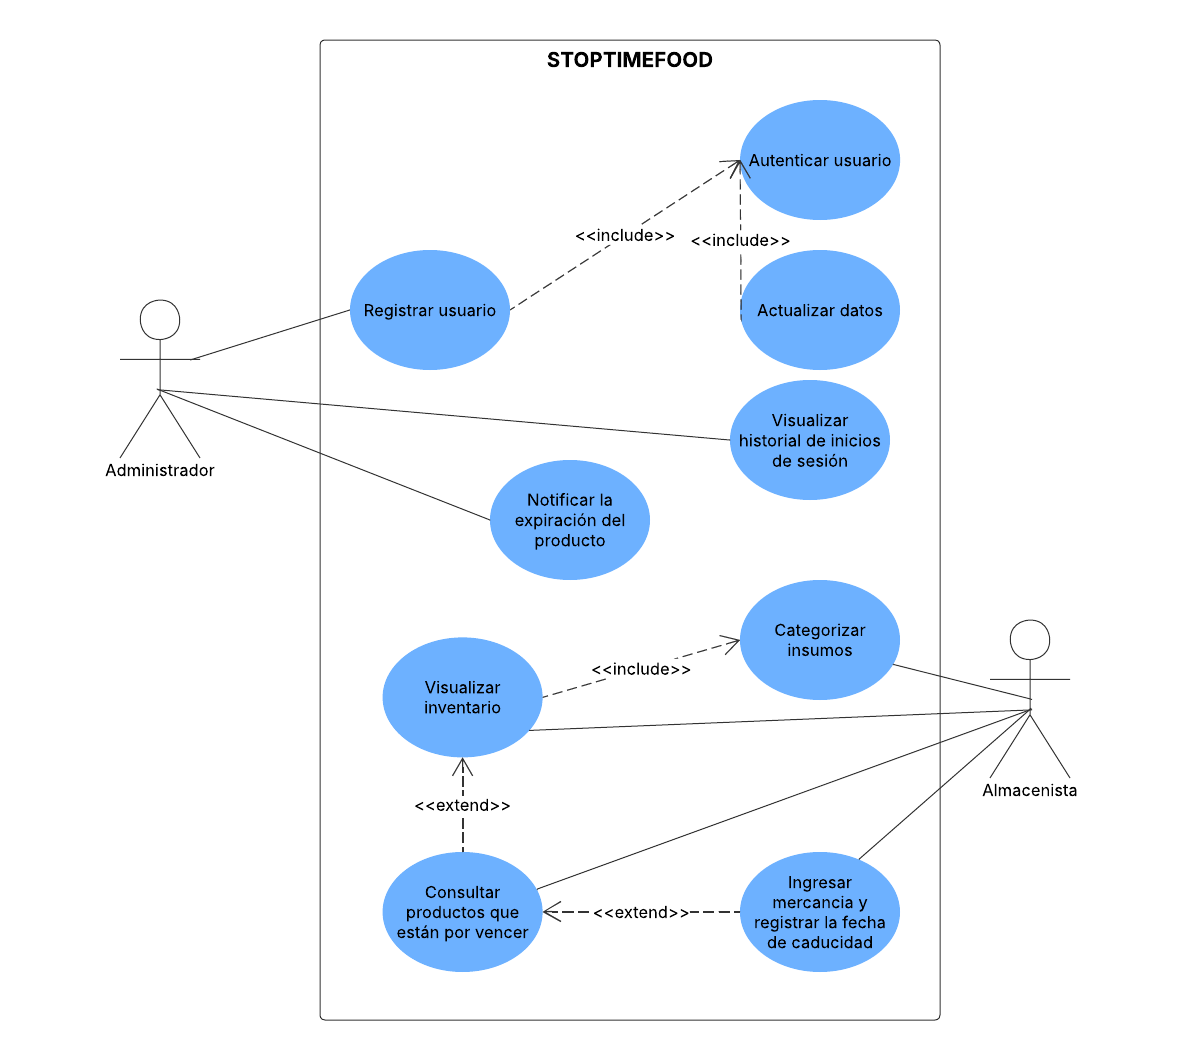 STOPTIMEFOOD
Autenticar usuario
<<include>>
<<include>>
Registrar usuario
Actualizar datos
Visualizar
historial de inicios
de sesión
Administrador
Notificar la
expiración del
producto
Categorizar
insumos
<<include>>
Visualizar
inventario
Almacenista
<<extend>>
Consultar
productos que
están por vencer
<<extend>>
Ingresar
mercancia y
registrar la fecha
de caducidad